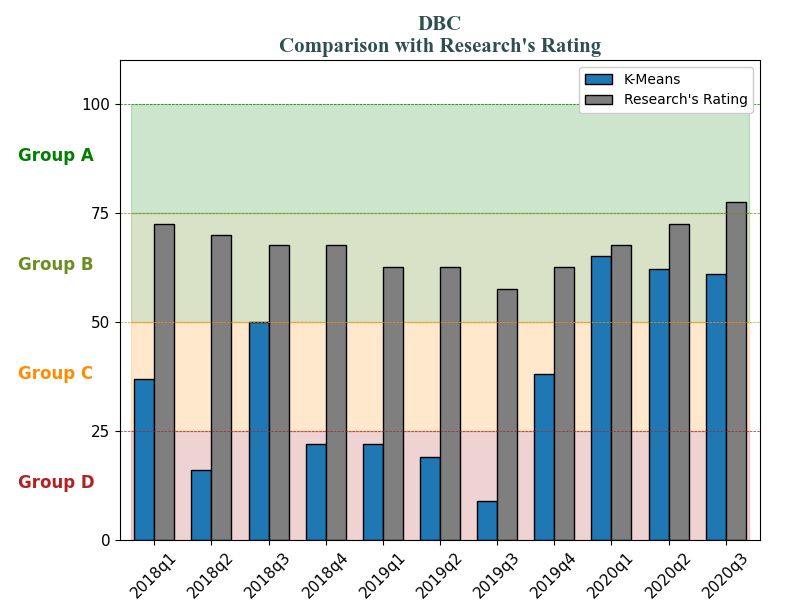 DBC
Comparison with Research's Rating
K-Means
Research's Rating
100
75
50
25
0
Group A
Group B
Group C
Group D
2018q1
2018q2
2018q3
2018q4
2019q1
2019q2
2019q3
2019q4
2020q1
2020q2
2020q3